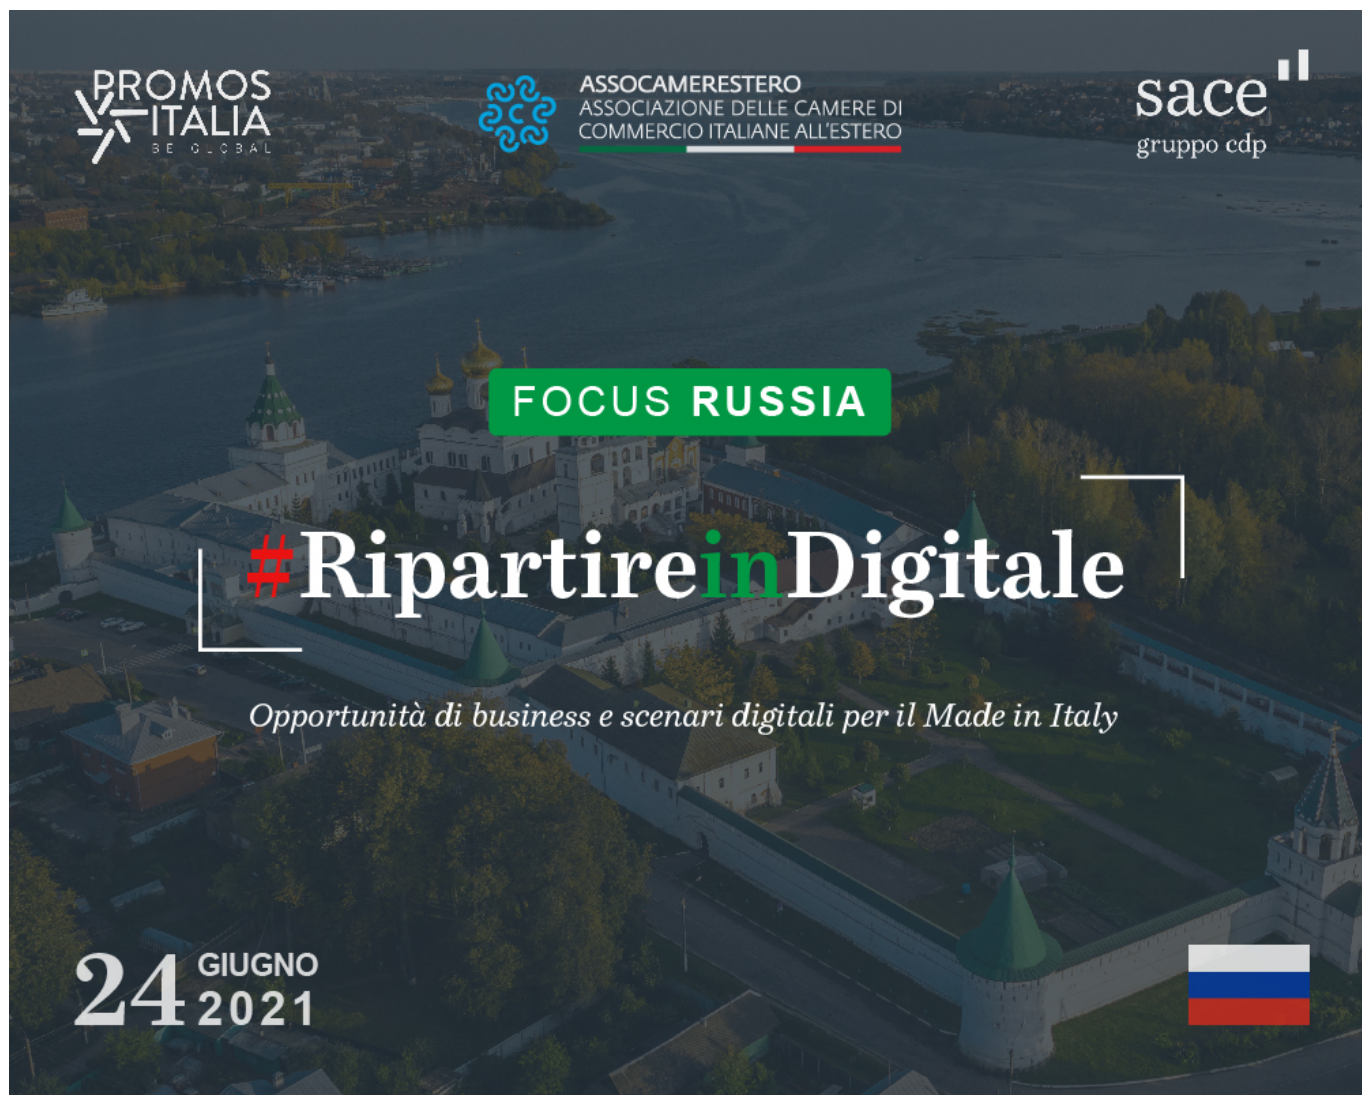 PROMOS
ITALIA
BE GLOBAL
ASSOCAMERESTERO
ASSOCIAZIONE DELLE CAMERE DI
COMMERCIO ITALIANE ALL'ESTERO
sace
gruppo cdp
FOCUS RUSSIA
#RipartireinDigitale
Opportunità di business e scenari digitali per il Made in Italy
24 GIUGNO
2021